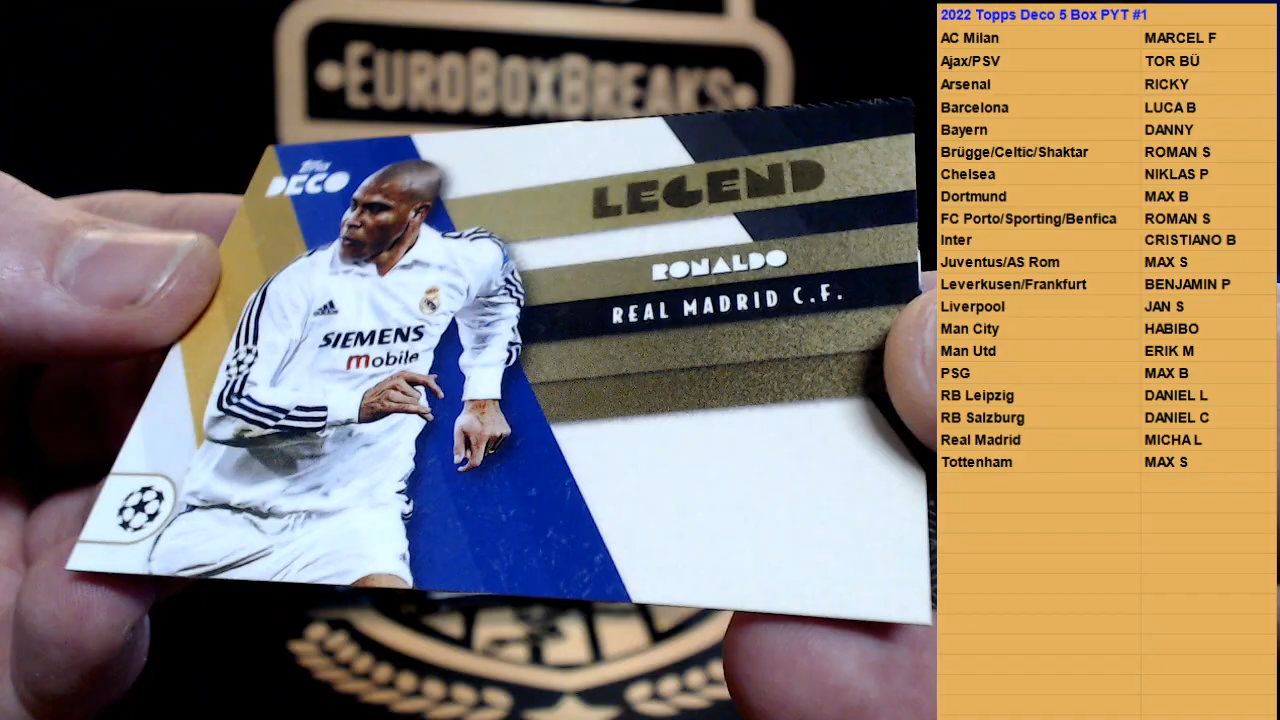 EUROBOXBREAKS
Topps
DECO
LEGEND
RONALDO
REAL MADRID C.F.
SIEMENS
mobile
2022 Topps Deco 5 Box PYT #1
AC Milan MARCEL F
Ajax/PSV TOR BÜ
Arsenal RICKY
Barcelona LUCA B
Bayern DANNY
Brügge/Celtic/Shaktar ROMAN S
Chelsea NIKLAS P
Dortmund MAX B
FC Porto/Sporting/Benfica ROMAN S
Inter CRISTIANO B
Juventus/AS Rom MAX S
Leverkusen/Frankfurt BENJAMIN P
Liverpool JAN S
Man City HABIBO
Man Utd ERIK M
PSG MAX B
RB Leipzig DANIEL L
RB Salzburg DANIEL C
Real Madrid MICHA L
Tottenham MAX S